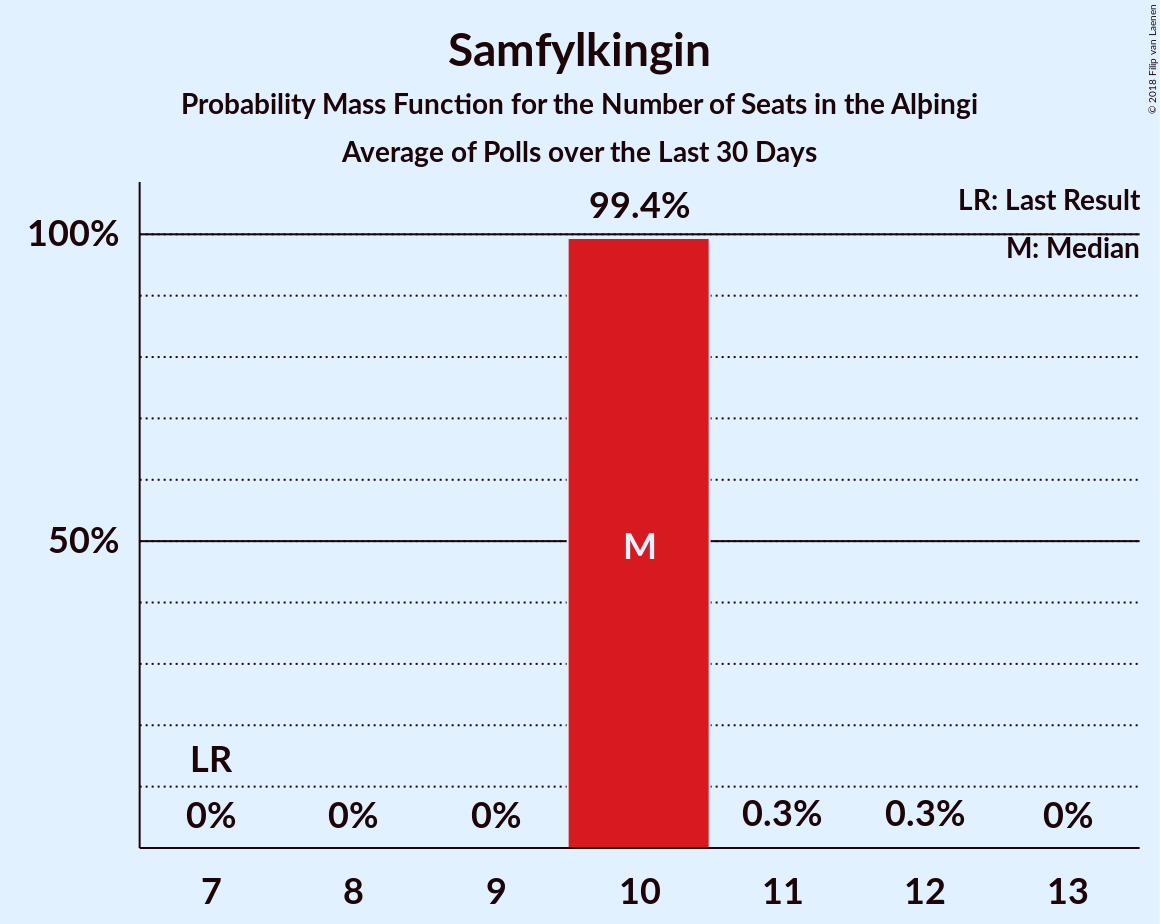 Samfylkingin
Probability Mass Function for the Number of Seats in the Alþingi
Average of Polls over the Last 30 Days
© 2018 Filip van Laenen
LR: Last Result
M: Median
99.4%
100%
50%
M
LR
0%
0%
0%
0.3%
0.3%
0%
7
8
9
10
11
12
13